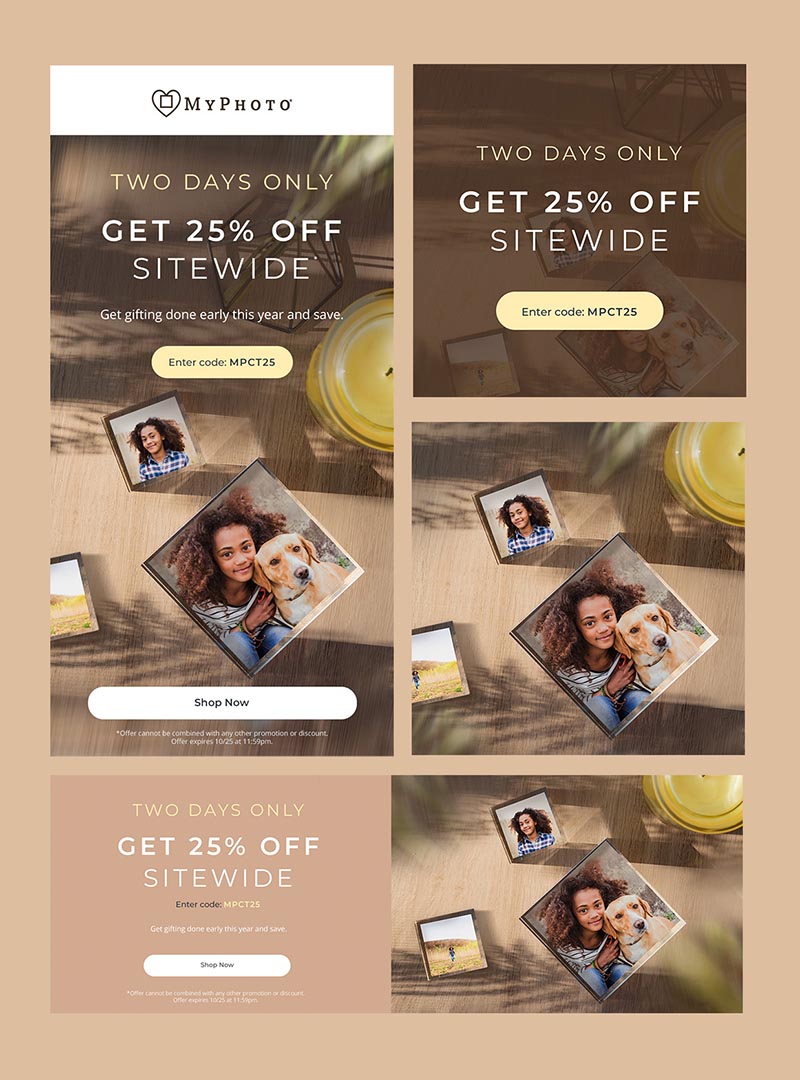 MyPhoto
TWO DAYS ONLY
GET 25% OFF
SITEWIDE*
Get gifting done early this year and save.
Enter code: MPCT25
Shop Now
*Offer cannot be combined with any other promotion or discount.
Offer expires 10/25 at 11:59pm.
TWO DAYS ONLY
GET 25% OFF
SITEWIDE
Enter code: MPCT25
TWO DAYS ONLY
GET 25% OFF
SITEWIDE
Enter code: MPCT25
Get gifting done early this year and save.
Shop Now
*Offer cannot be combined with any other promotion or discount.
Offer expires 10/25 at 11:59pm.